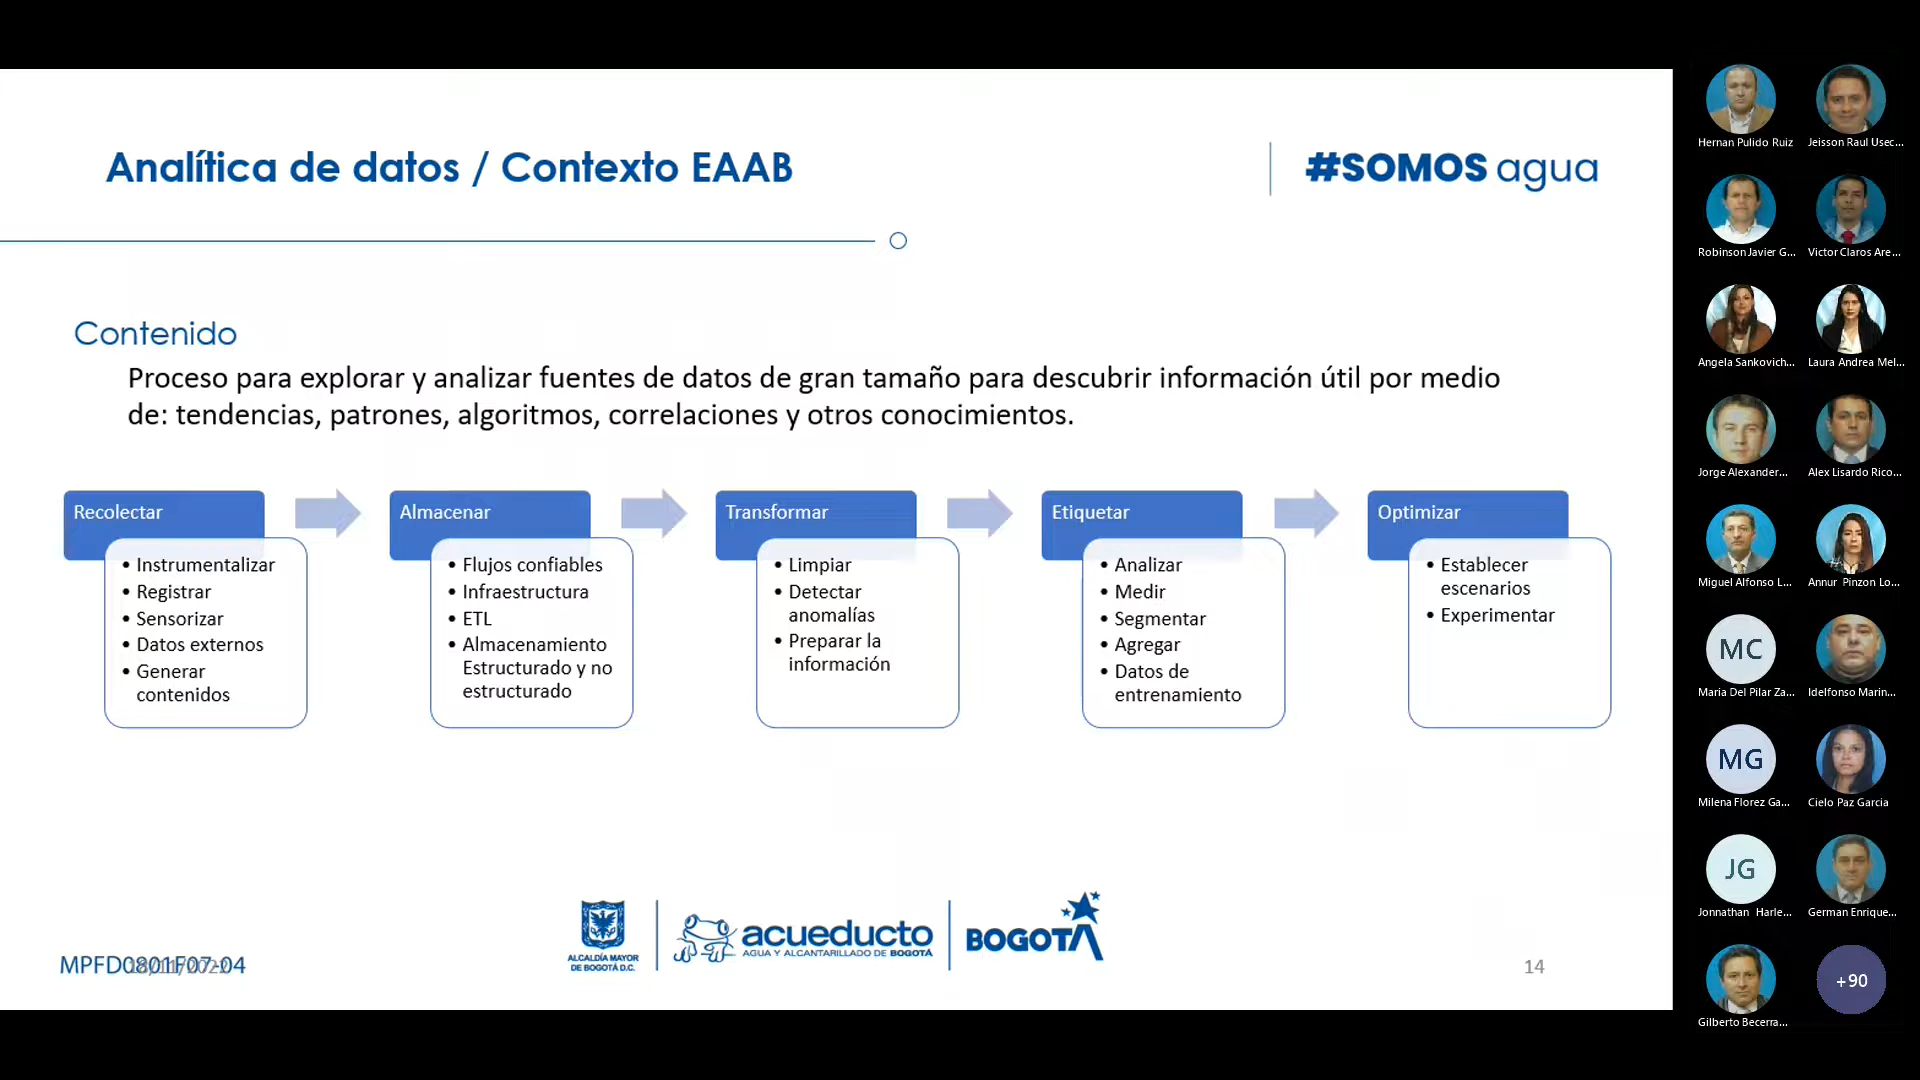 Analítica de datos / Contexto EAAB
#SOMOS agua
Contenido
Proceso para explorar y analizar fuentes de datos de gran tamaño para descubrir información útil por medio
de: tendencias, patrones, algoritmos, correlaciones y otros conocimientos.
Recolectar
• Instrumentalizar
• Registrar
• Sensorizar
• Datos externos
• Generar
contenidos
Almacenar
• Flujos confiables
• Infraestructura
• ETL
• Almacenamiento
Estructurado y no
estructurado
Transformar
• Limpiar
• Detectar
anomalías
• Preparar la
información
Etiquetar
• Analizar
• Medir
• Segmentar
• Agregar
• Datos de
entrenamiento
Optimizar
• Establecer
escenarios
• Experimentar
MPFD0801F07-04
ALCALDÍA MAYOR
DE BOGOTÁ D.C.
acueducto
AGUA Y ALCANTARILLADO DE BOGOTÁ
BOGOTÁ
14
Hernan Pulido Ruiz
Jeisson Raul Usec...
Robinson Javier G...
Victor Claros Are...
Angela Sankovich...
Laura Andrea Mel...
Jorge Alexander...
Alex Lisardo Rico...
Miguel Alfonso L...
Annur Pinzon Lo...
MC
Maria Del Pilar Za...
Idelfonso Marin...
MG
Milena Florez Ga...
Cielo Paz Garcia
JG
Jonnathan Harle...
German Enrique...
Gilberto Becerra...
+90